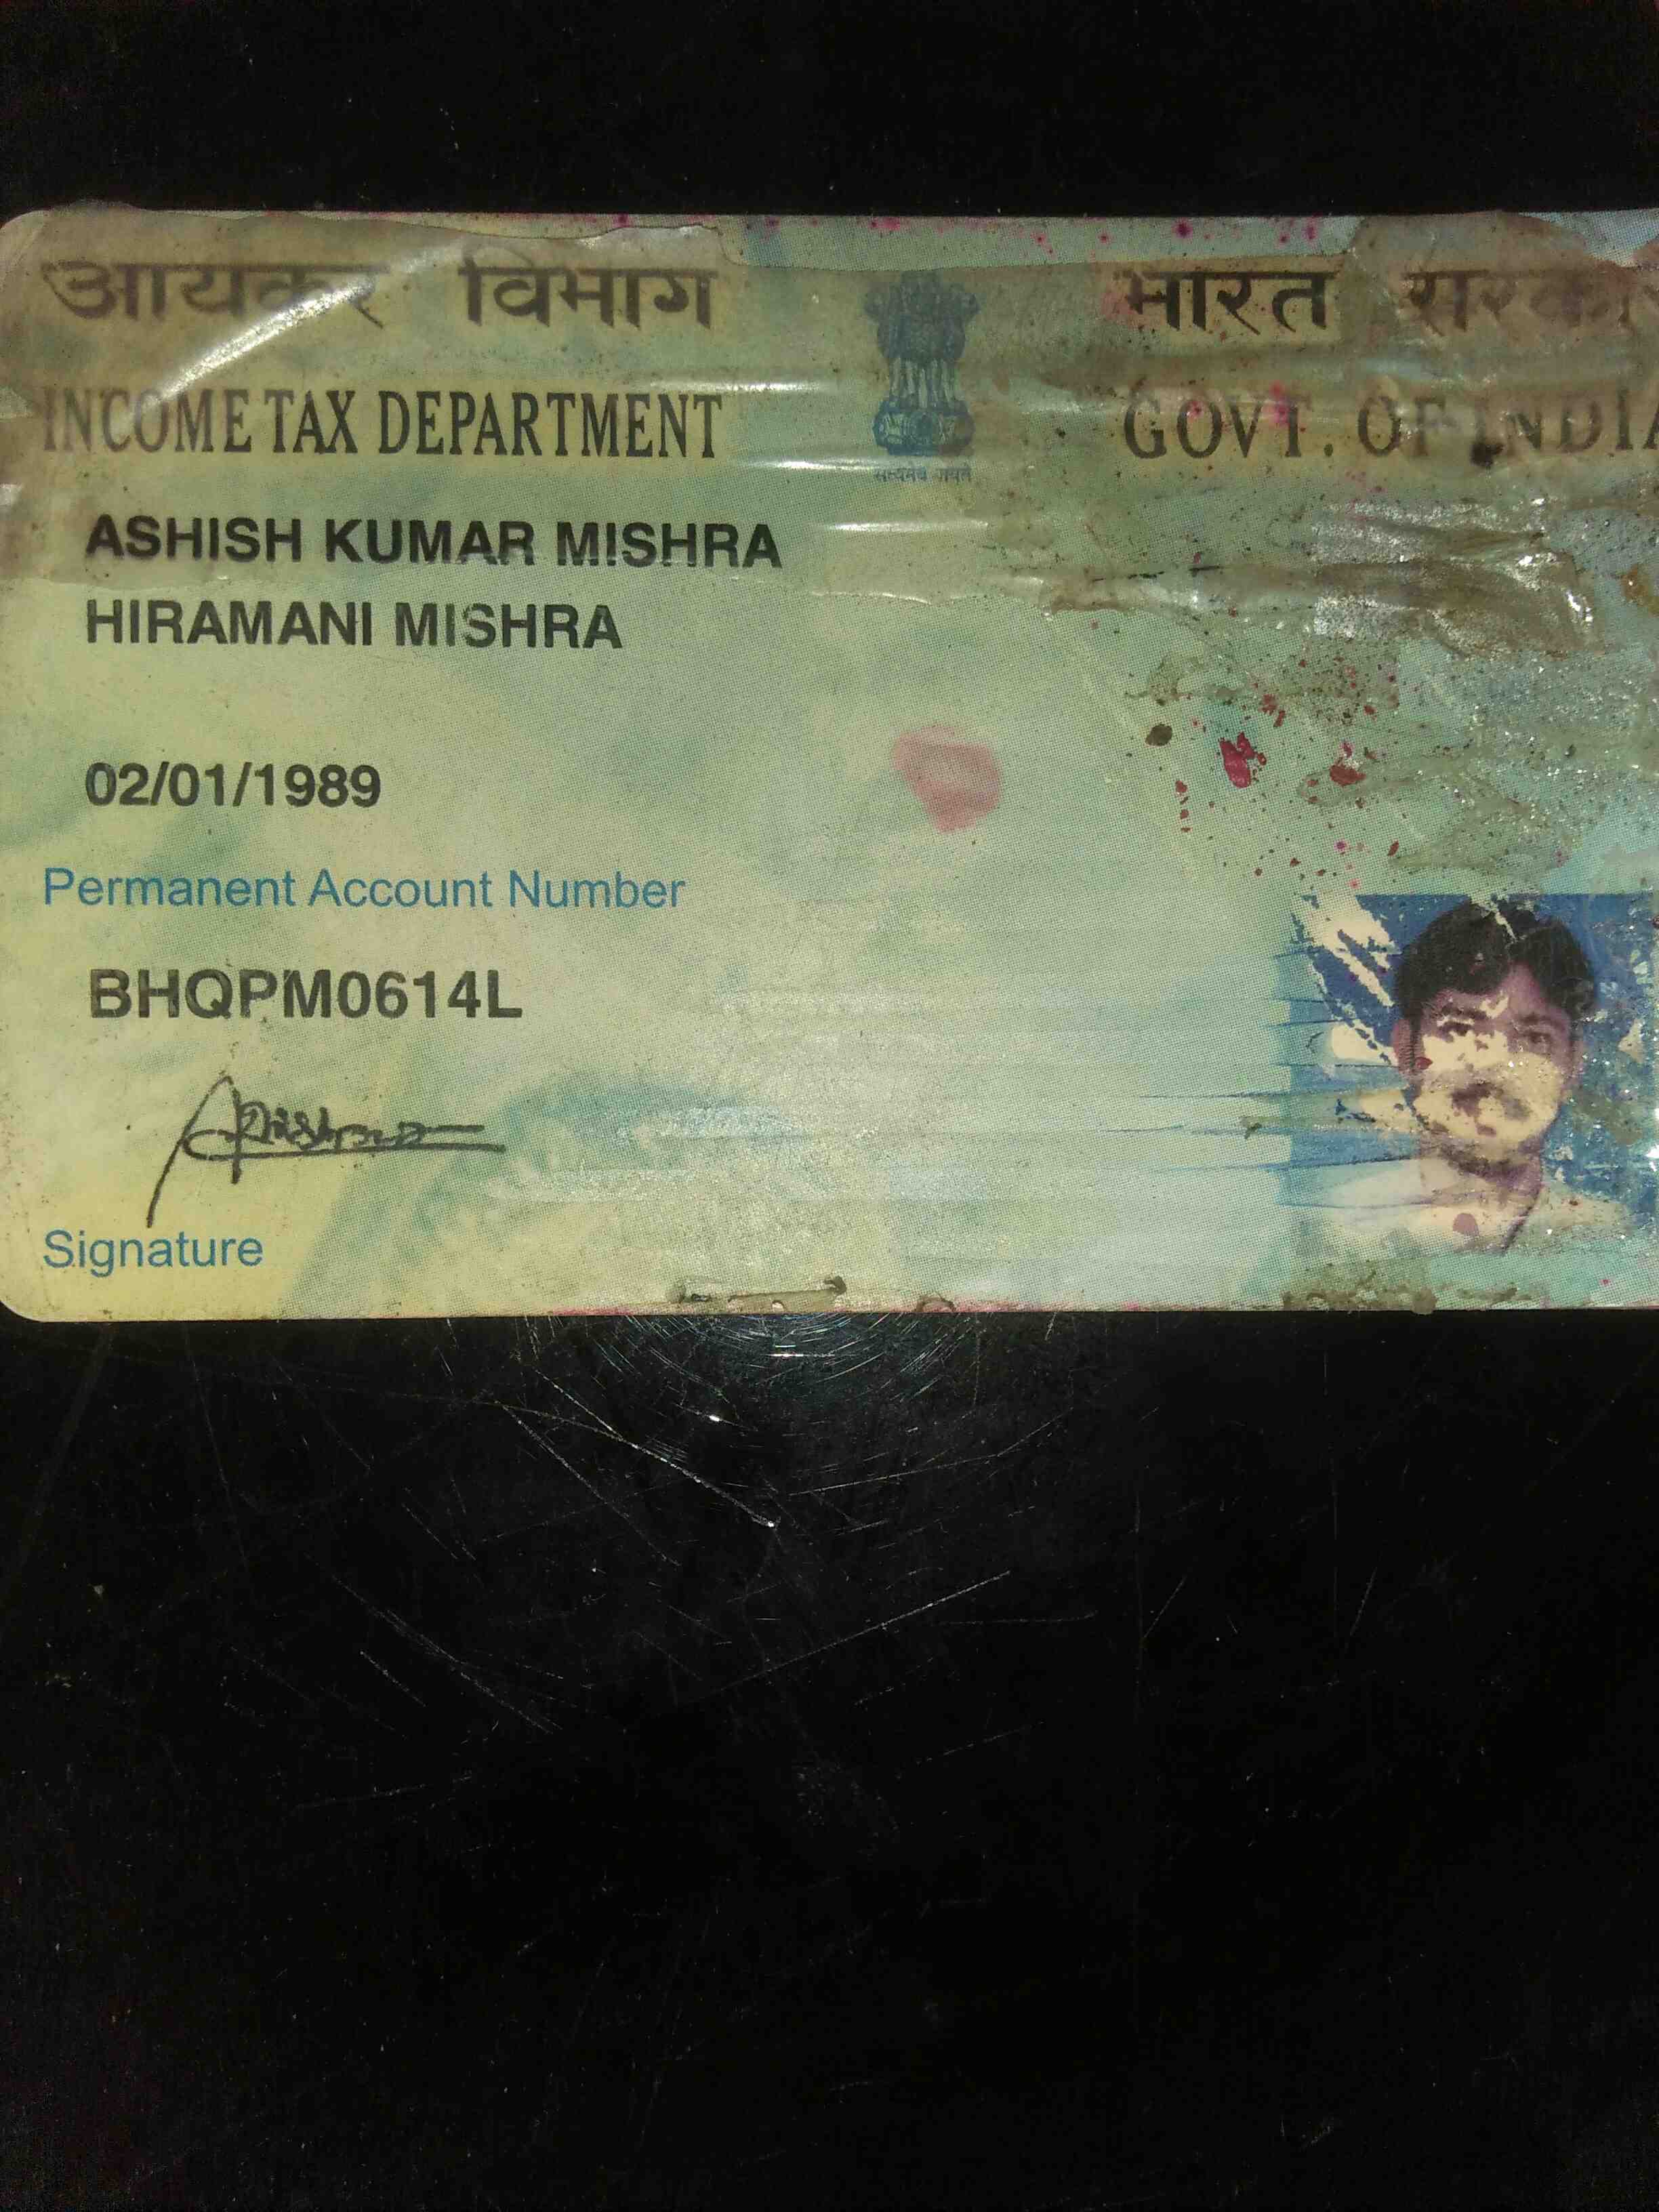 आयकर विभाग
भारत सरकार
INCOME TAX DEPARTMENT
GOVT. OF INDIA
सत्यमेव जयते
ASHISH KUMAR MISHRA
HIRAMANI MISHRA
02/01/1989
Permanent Account Number
BHQPM0614L
Signature